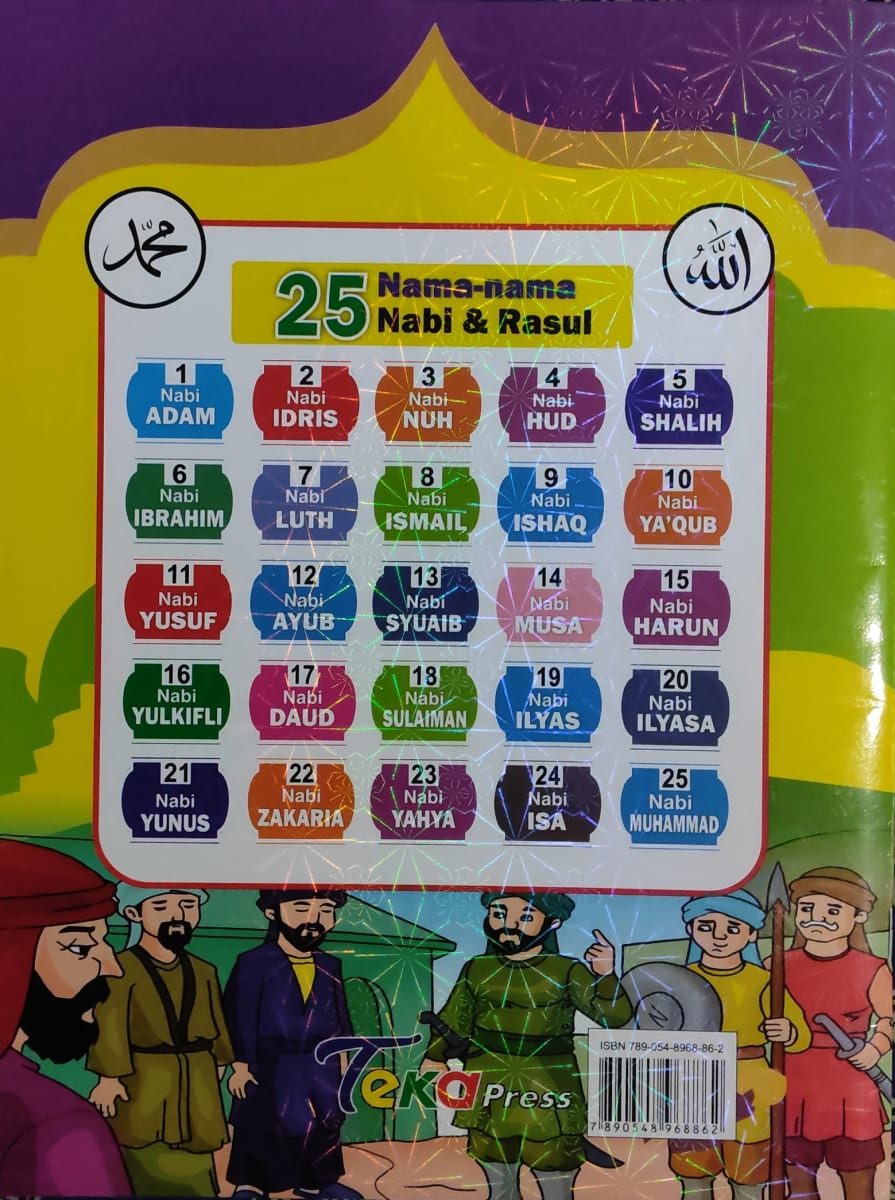 محمد
الله
25 Nama-nama
Nabi & Rasul
1
Nabi
ADAM
2
Nabi
IDRIS
3
Nabi
NUH
4
Nabi
HUD
5
Nabi
SHALIH
6
Nabi
IBRAHIM
7
Nabi
LUTH
8
Nabi
ISMAIL
9
Nabi
ISHAQ
10
Nabi
YA'QUB
11
Nabi
YUSUF
12
Nabi
AYUB
13
Nabi
SYUAIB
14
Nabi
MUSA
15
Nabi
HARUN
16
Nabi
YULKIFLI
17
Nabi
DAUD
18
Nabi
SULAIMAN
19
Nabi
ILYAS
20
Nabi
ILYASA
21
Nabi
YUNUS
22
Nabi
ZAKARIA
23
Nabi
YAHYA
24
Nabi
ISA
25
Nabi
MUHAMMAD
Teka Press
ISBN 789-054-8968-86-2
7 890548 968862